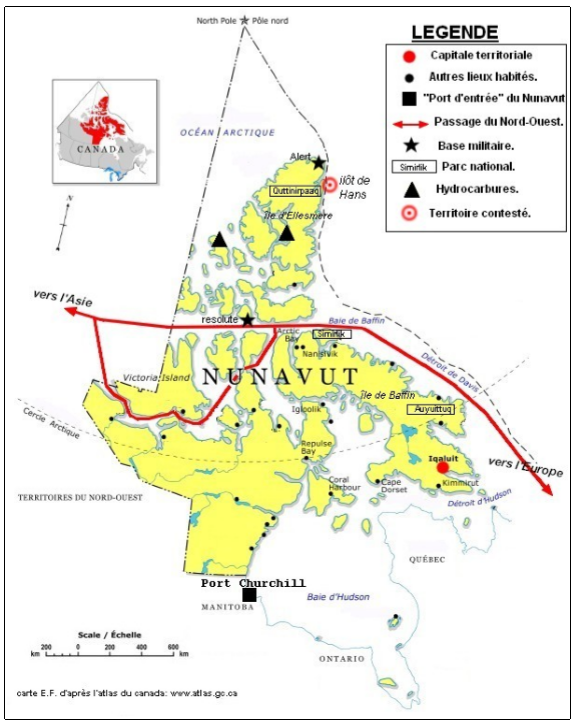 North Pole ★ Pôle nord
LEGENDE
Capitale territoriale
Autres lieux habités.
"Port d'entrée" du Nunavut
Passage du Nord-Ouest.
Base militaire.
Simirlik Parc national.
Hydrocarbures.
Territoire contesté.
CANADA
N
OCÉAN ARCTIQUE
Alert
îlôt de
Hans
Quttinirpaaq
île d'Ellesmere
vers l'Asie
resolute
Baie de Baffin
Arctic
Bay
Simirlik
Nanisivik
Détroit de Davis
Victoria Island
NUNAVUT
île de Baffin
Cercle Arctique
Igloolik
Auyuittuq
Repulse
Bay
Iqaluit
vers l'Europe
Coral
Harbour
Cape
Dorset
Kimmirut
TERRITOIRES DU NORD-OUEST
Détroit d'Hudson
QUÉBEC
Port Churchill
MANITOBA
Baie d'Hudson
Scale / Échelle
200 0 200 400 600
km km
ONTARIO
carte E.F. d'après l'atlas du canada: www.atlas.gc.ca